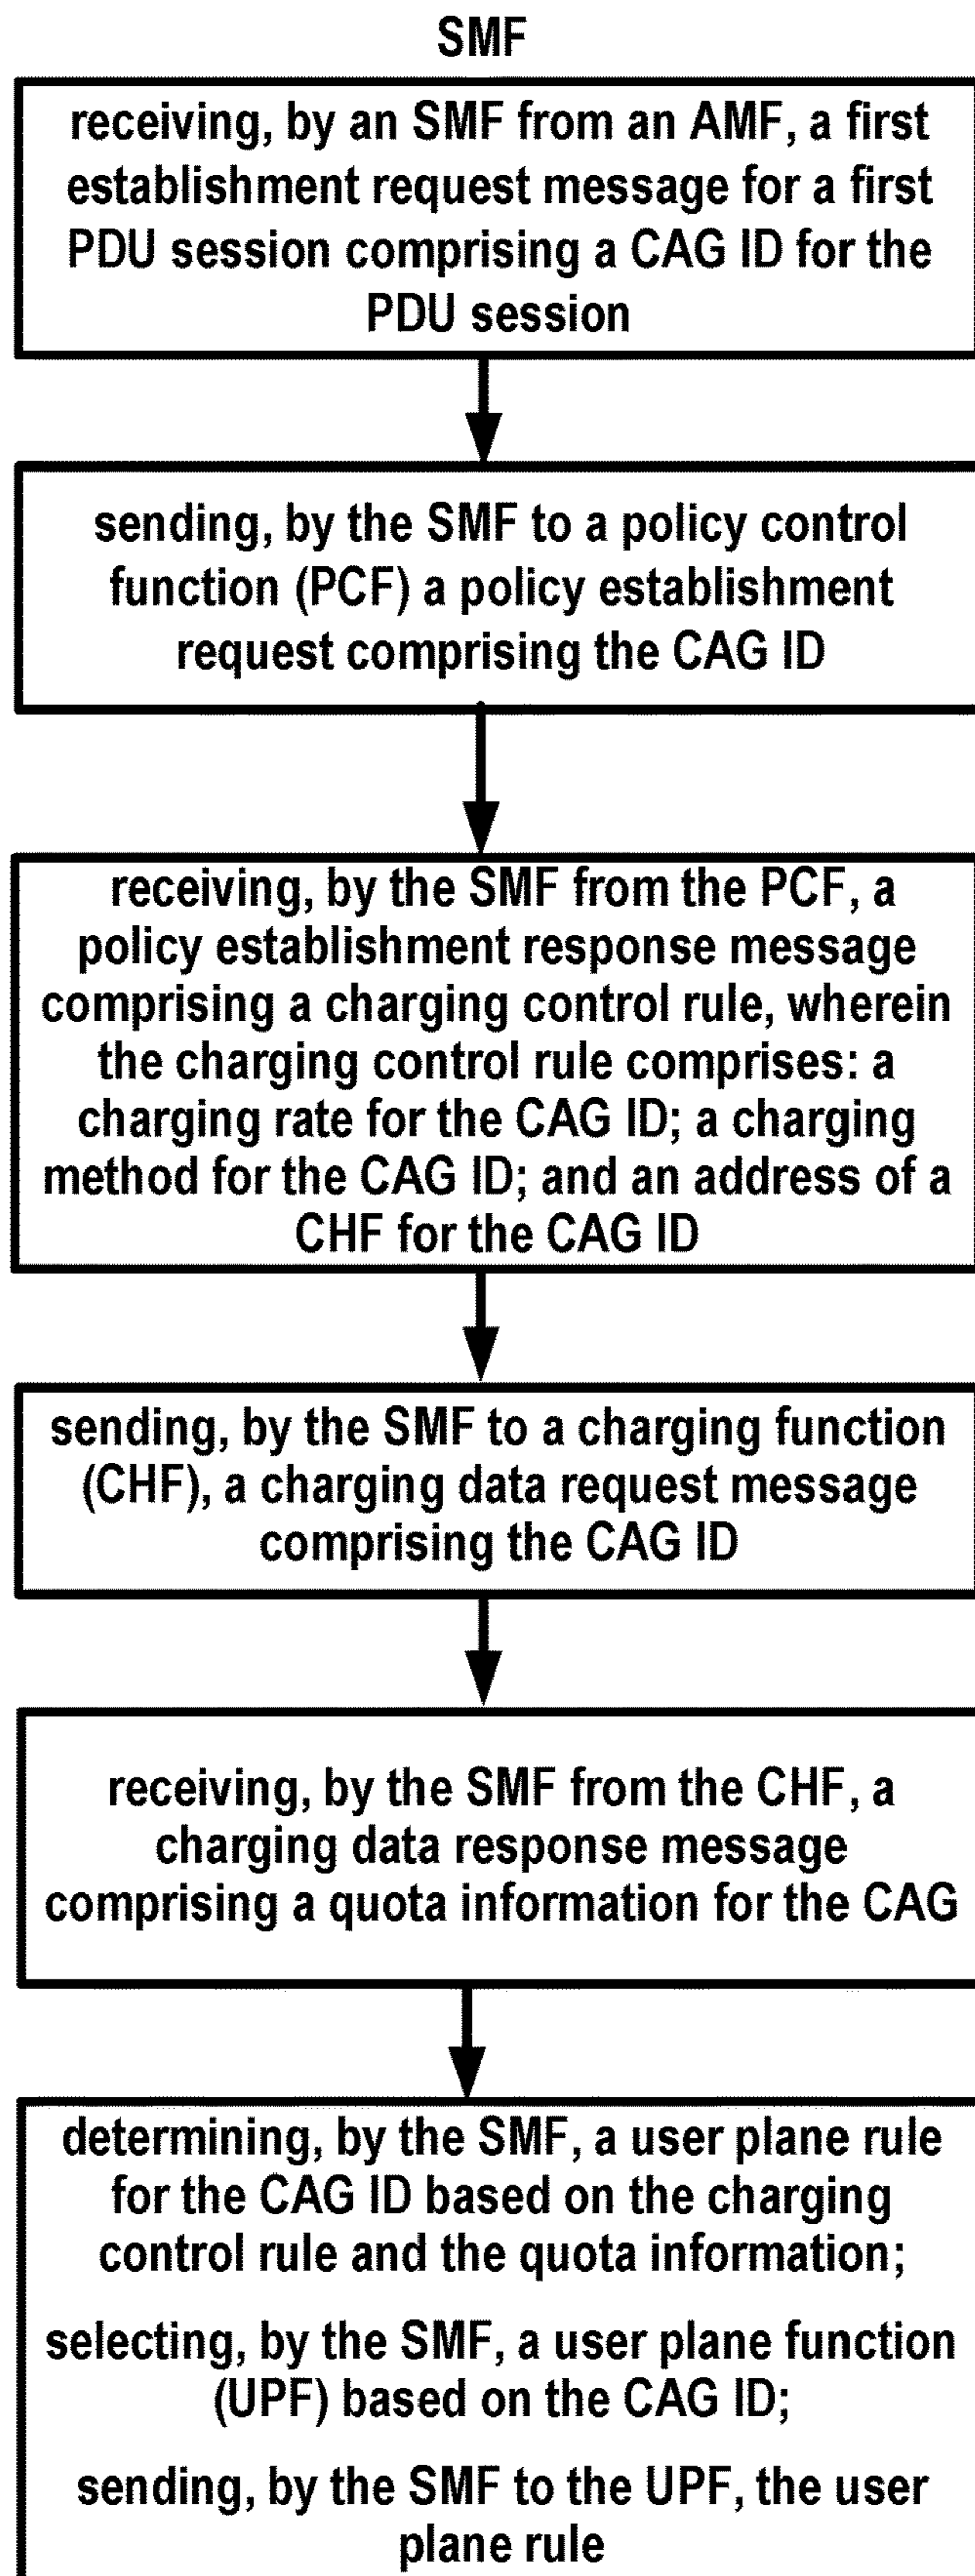 SMF
receiving, by an SMF from an AMF, a first
establishment request message for a first
PDU session comprising a CAG ID for the
PDU session
sending, by the SMF to a policy control
function (PCF) a policy establishment
request comprising the CAG ID
receiving, by the SMF from the PCF, a
policy establishment response message
comprising a charging control rule, wherein
the charging control rule comprises: a
charging rate for the CAG ID; a charging
method for the CAG ID; and an address of a
CHF for the CAG ID
sending, by the SMF to a charging function
(CHF), a charging data request message
comprising the CAG ID
receiving, by the SMF from the CHF, a
charging data response message
comprising a quota information for the CAG
determining, by the SMF, a user plane rule
for the CAG ID based on the charging
control rule and the quota information;
selecting, by the SMF, a user plane function
(UPF) based on the CAG ID;
sending, by the SMF to the UPF, the user
plane rule